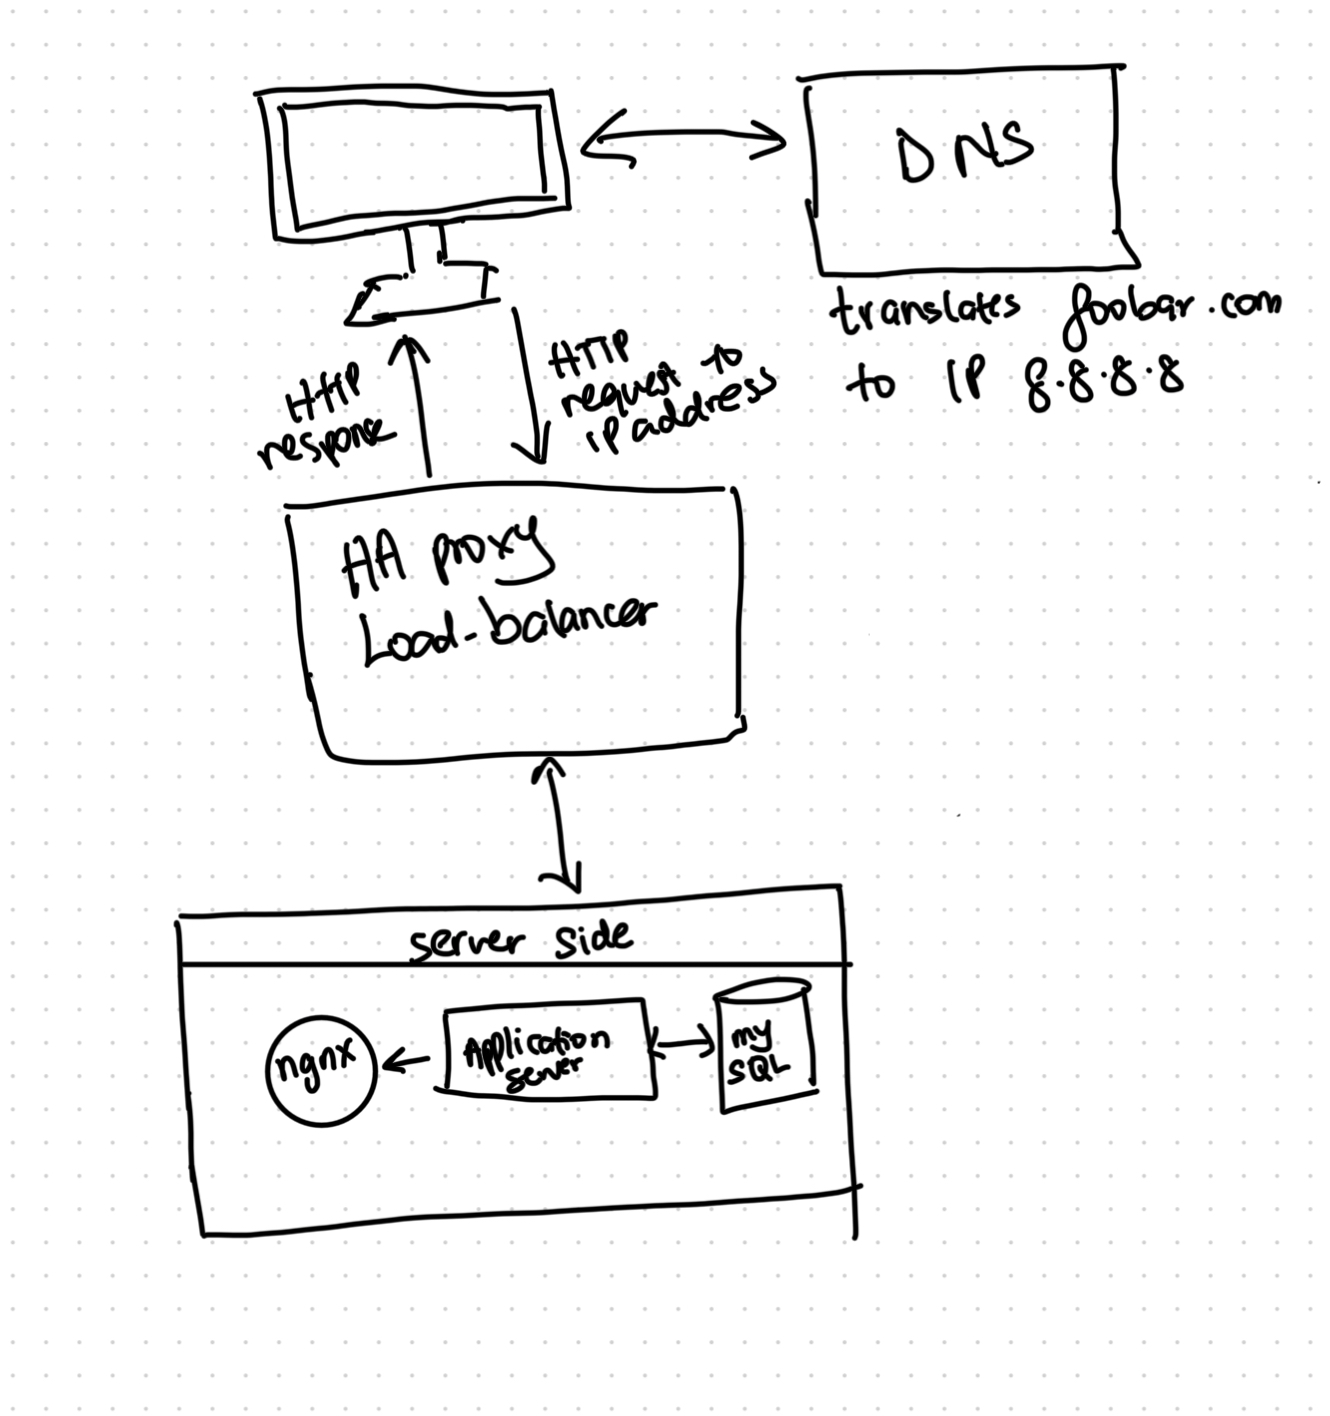 DNS
translates foobar.com
to IP 8.8.8.8
HTTP
response
HTTP
request to
ip address
HA proxy
Load-balancer
server side
ngnx
Application
server
my
SQL